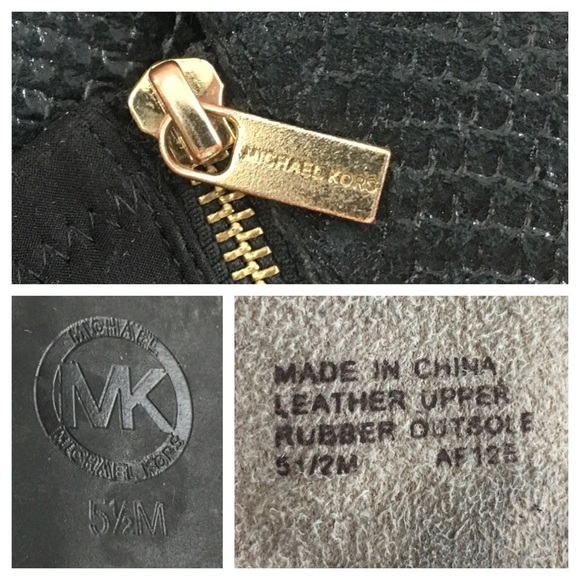 MICHAEL KORS
MICHAEL
MK
MICHAEL KORS
5½M
MADE IN CHINA
LEATHER UPPER
RUBBER OUTSOLE
5 1/2M AF12E